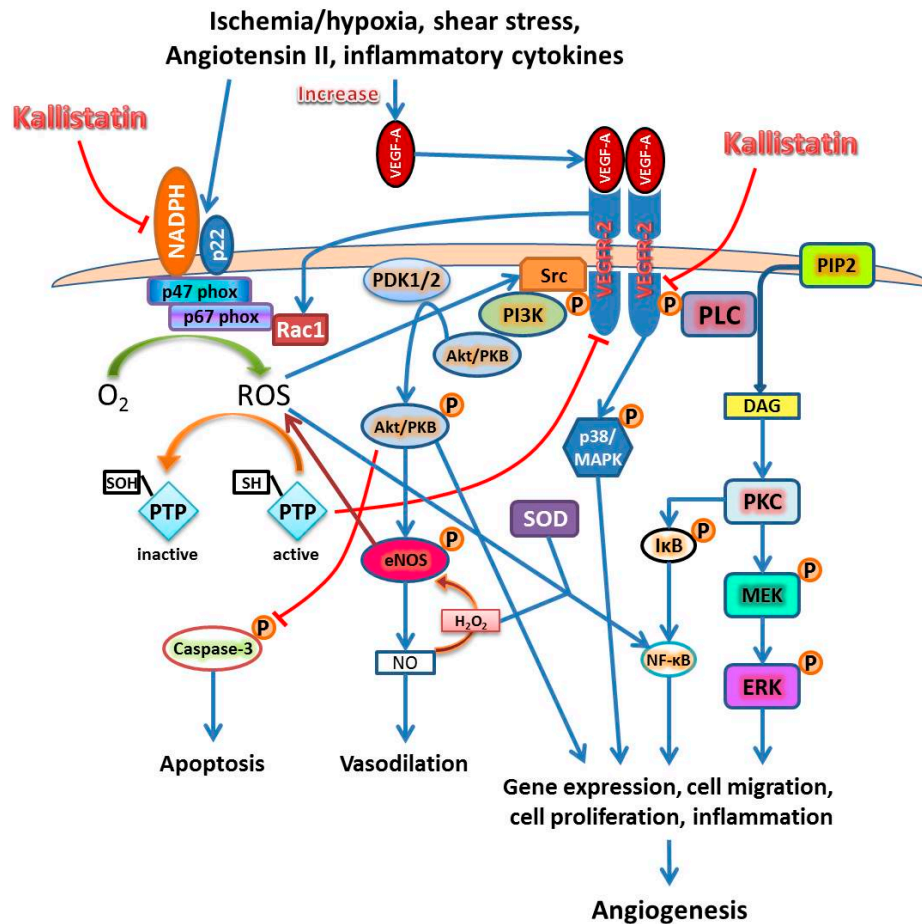 Ischemia/hypoxia, shear stress,
Angiotensin II, inflammatory cytokines
Increase
Kallistatin
Kallistatin
VEGF-A
VEGF-A
VEGF-A
NADPH
p22
VEGFR-2
VEGFR-2
PIP2
PDK1/2
Src
p47 phox
p67 phox
Rac1
PI3K
P
P
PLC
Akt/PKB
O2
ROS
DAG
Akt/PKB
P
p38/
MAPK
P
SOH
PTP
inactive
SH
PTP
active
SOD
PKC
IκB
P
eNOS
P
MEK
P
H2O2
Caspase-3
P
NO
NF-κB
ERK
P
Apoptosis
Vasodilation
Gene expression, cell migration,
cell proliferation, inflammation
Angiogenesis